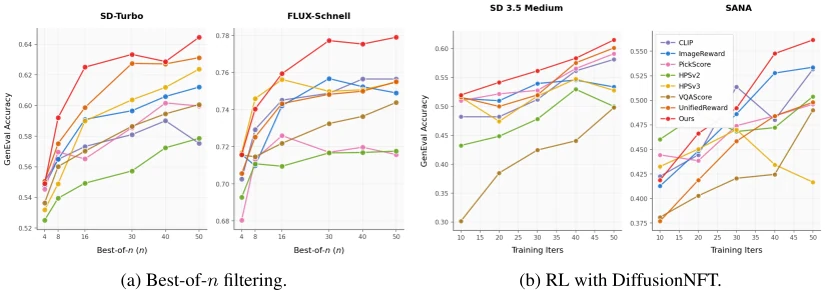 SD-Turbo
GenEval Accuracy
0.64
0.62
0.60
0.58
0.56
0.54
0.52
4 8 16 30 40 50
Best-of-n (n)
FLUX-Schnell
0.78
0.76
0.74
0.72
0.70
0.68
4 8 16 30 40 50
Best-of-n (n)
(a) Best-of-n filtering.
SD 3.5 Medium
GenEval Accuracy
0.60
0.55
0.50
0.45
0.40
0.35
0.30
10 15 20 25 30 35 40 45 50
Training Iters
SANA
0.550
0.525
0.500
0.475
0.450
0.425
0.400
0.375
CLIP
ImageReward
PickScore
HPSv2
HPSv3
VQAScore
UnifiedReward
Ours
10 15 20 25 30 35 40 45 50
Training Iters
(b) RL with DiffusionNFT.